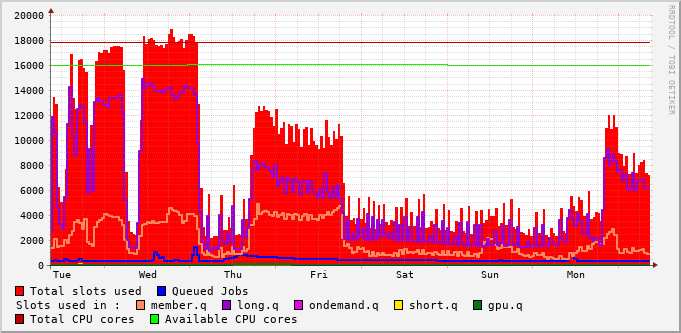 20000
18000
16000
14000
12000
10000
8000
6000
4000
2000
0
Tue Wed Thu Fri Sat Sun Mon
RRDTOOL / TOBI OETIKER
Total slots used Queued Jobs
Slots used in : member.q long.q ondemand.q short.q gpu.q
Total CPU cores Available CPU cores